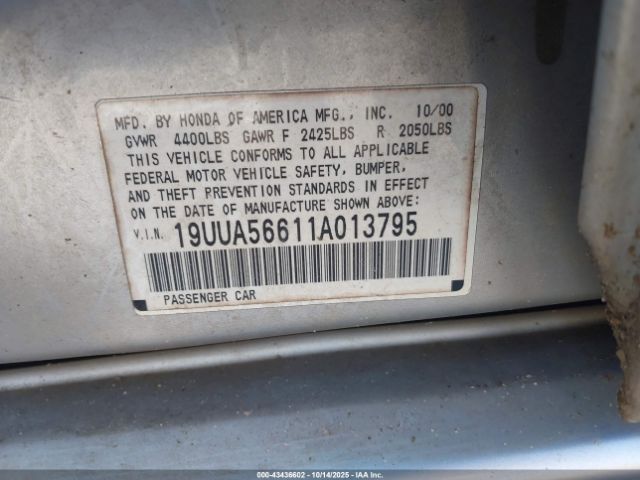 MFD. BY HONDA OF AMERICA MFG., INC. 10/00
GVWR 4400LBS GAWR F 2425LBS R 2050LBS
THIS VEHICLE CONFORMS TO ALL APPLICABLE
FEDERAL MOTOR VEHICLE SAFETY, BUMPER,
AND THEFT PREVENTION STANDARDS IN EFFECT
ON THE DATE OF MANUFACTURE SHOWN ABOVE:
V.I.N. 19UUA56611A013795
PASSENGER CAR
000-43436602 | 10/14/2025 | IAAI.COM